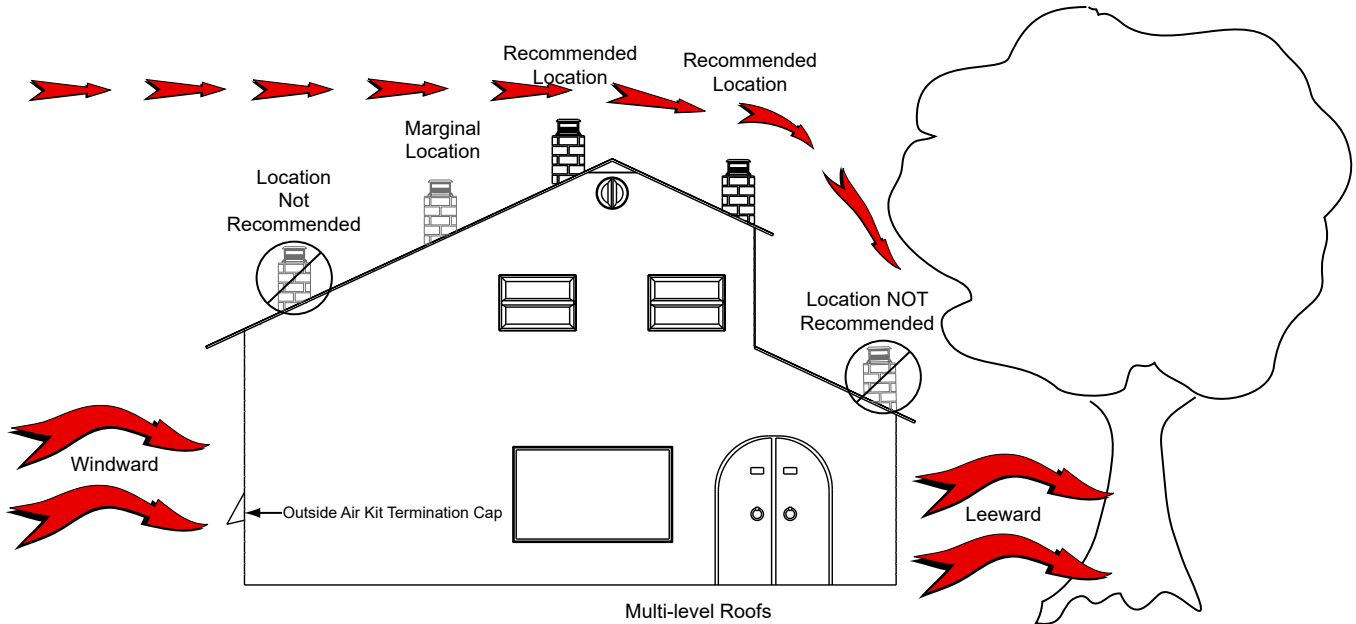 Recommended
Location
Recommended
Location
Marginal
Location
Location
Not
Recommended
Location NOT
Recommended
Windward
Outside Air Kit Termination Cap
Leeward
Multi-level Roofs